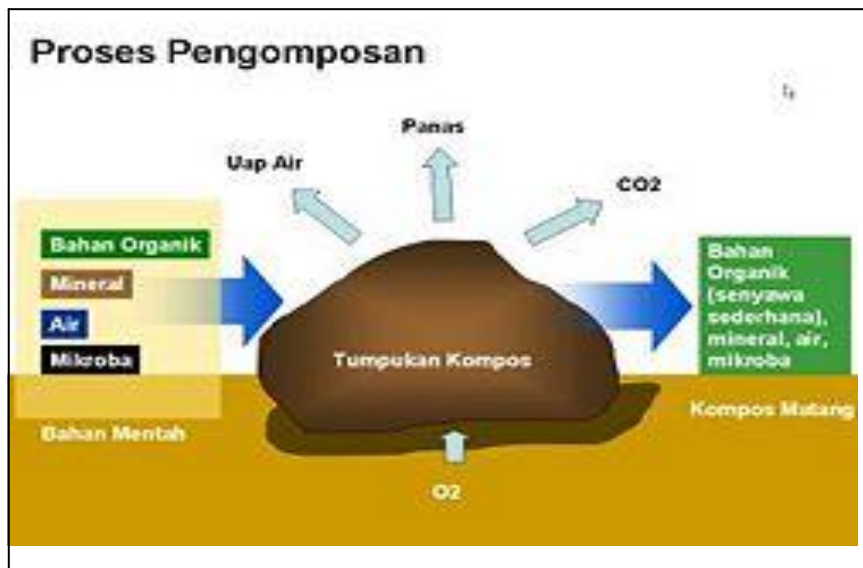 Proses Pengomposan
Panas
Uap Air
CO2
Bahan Organik
Mineral
Air
Mikroba
Bahan Mentah
Tumpukan Kompos
O2
Bahan
Organik
(senyawa
sederhana),
mineral, air,
mikroba
Kompos Matang